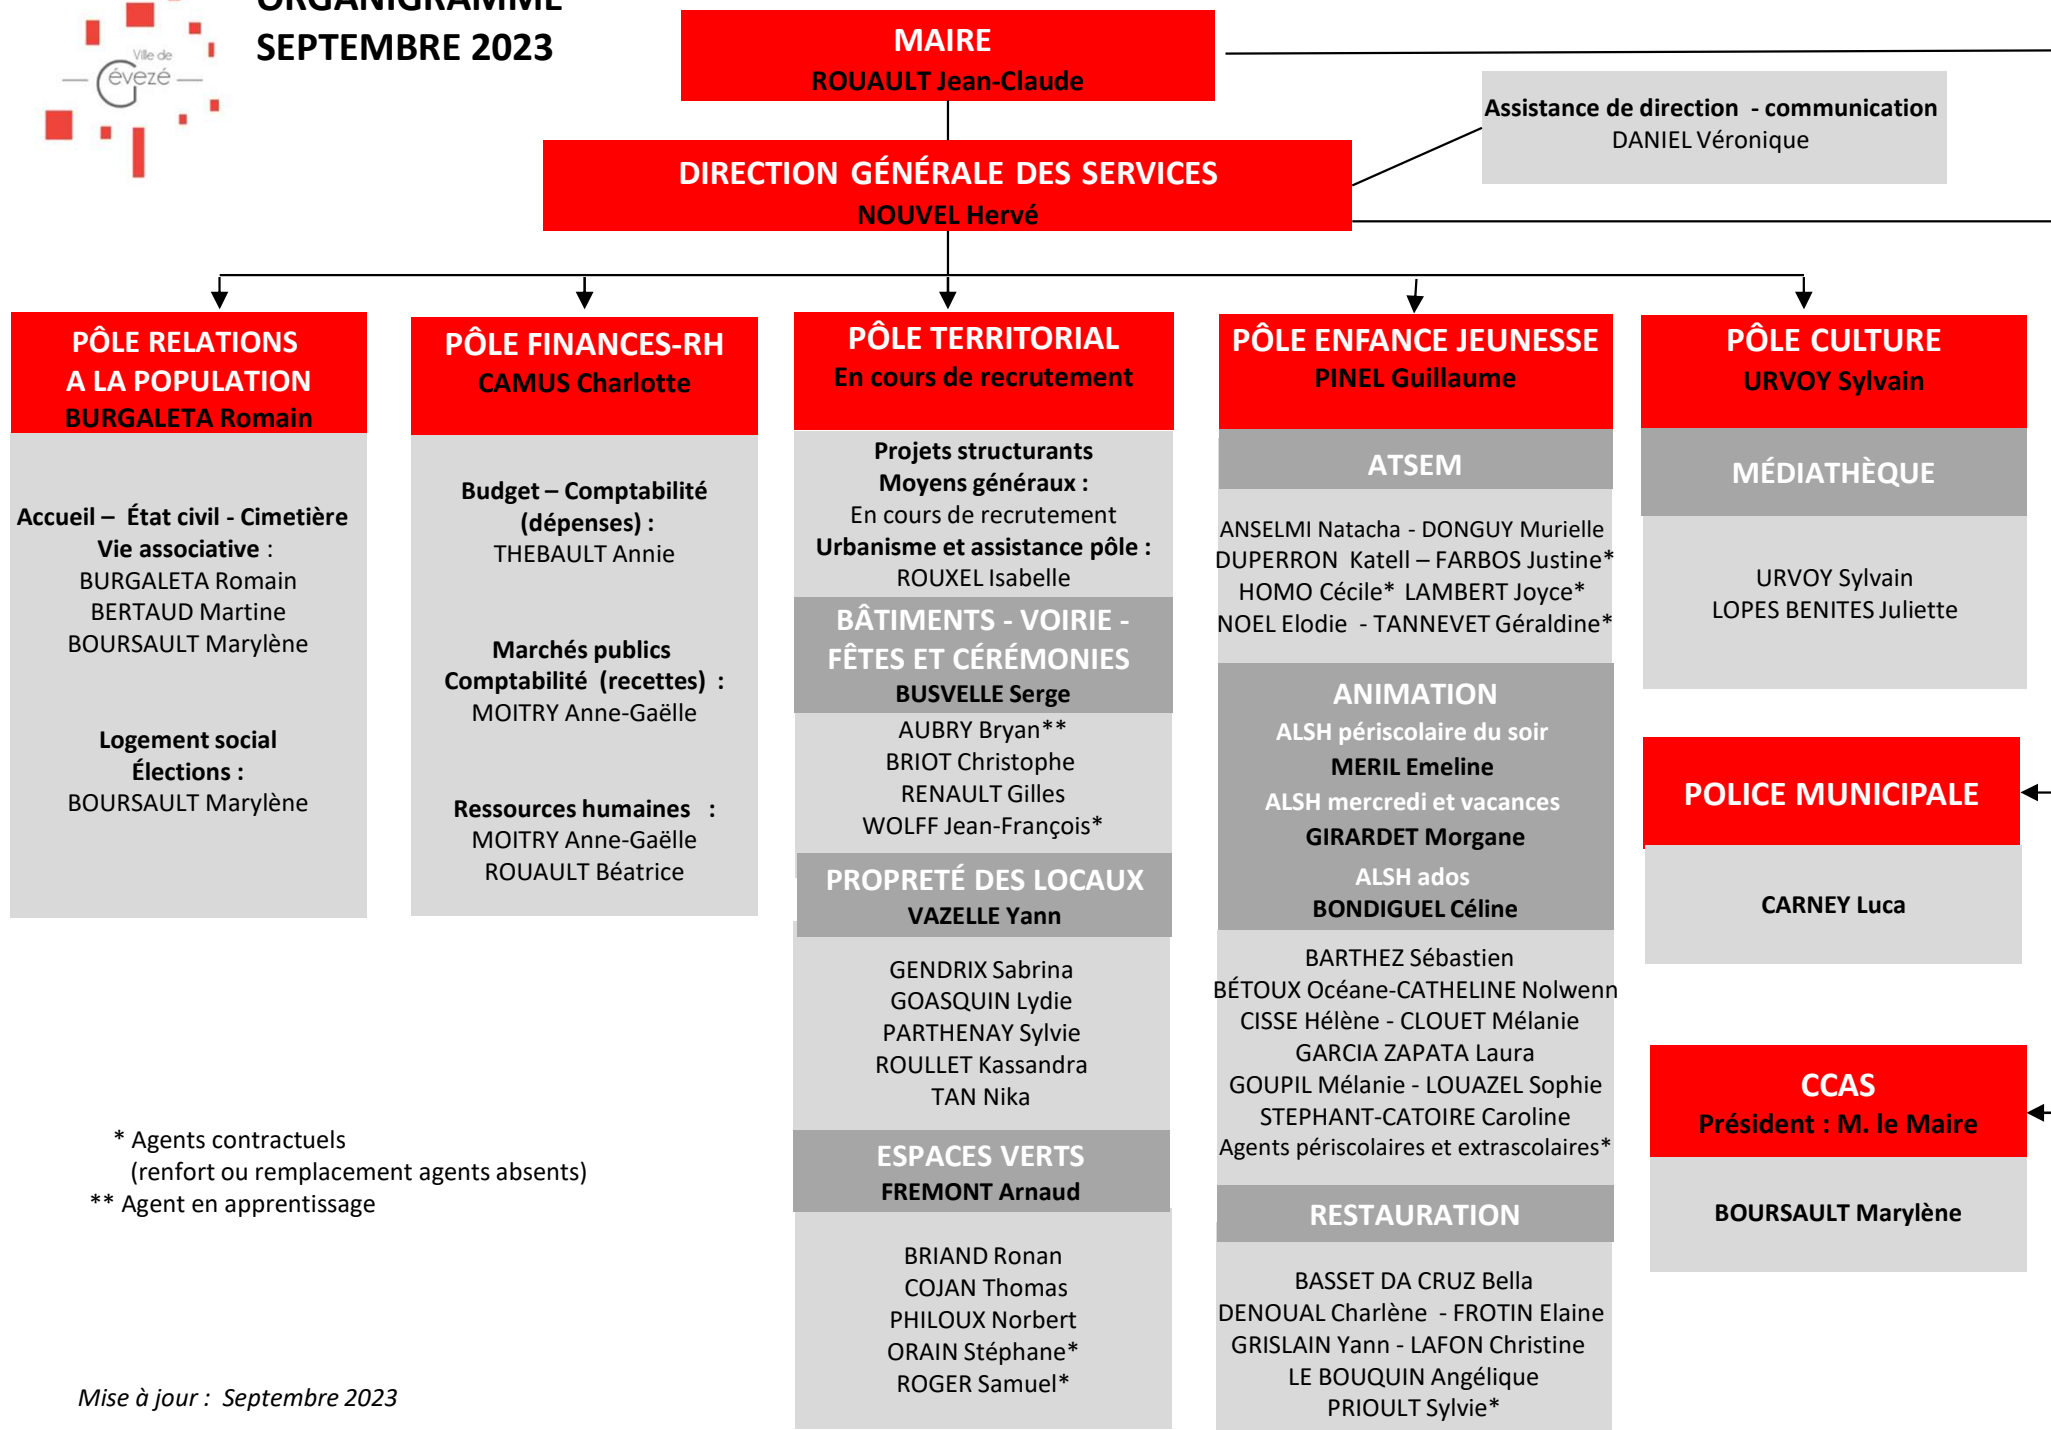 ORGANIGRAMME
SEPTEMBRE 2023
Ville de
Gévezé
MAIRE
ROUAULT Jean-Claude
Assistance de direction - communication
DANIEL Véronique
DIRECTION GÉNÉRALE DES SERVICES
NOUVEL Hervé
PÔLE RELATIONS
A LA POPULATION
BURGALETA Romain
Accueil – État civil - Cimetière
Vie associative :
BURGALETA Romain
BERTAUD Martine
BOURSAULT Marylène
Logement social
Élections :
BOURSAULT Marylène
PÔLE FINANCES-RH
CAMUS Charlotte
Budget – Comptabilité
(dépenses) :
THEBAULT Annie
Marchés publics
Comptabilité (recettes) :
MOITRY Anne-Gaëlle
Ressources humaines :
MOITRY Anne-Gaëlle
ROUAULT Béatrice
PÔLE TERRITORIAL
En cours de recrutement
Projets structurants
Moyens généraux :
En cours de recrutement
Urbanisme et assistance pôle :
ROUXEL Isabelle
BÂTIMENTS - VOIRIE -
FÊTES ET CÉRÉMONIES
BUSVELLE Serge
AUBRY Bryan**
BRIOT Christophe
RENAULT Gilles
WOLFF Jean-François*
PROPRETÉ DES LOCAUX
VAZELLE Yann
GENDRIX Sabrina
GOASQUIN Lydie
PARTHENAY Sylvie
ROULLET Kassandra
TAN Nika
ESPACES VERTS
FREMONT Arnaud
BRIAND Ronan
COJAN Thomas
PHILOUX Norbert
ORAIN Stéphane*
ROGER Samuel*
PÔLE ENFANCE JEUNESSE
PINEL Guillaume
ATSEM
ANSELMI Natacha - DONGUY Murielle
DUPERRON Katell – FARBOS Justine*
HOMO Cécile* LAMBERT Joyce*
NOEL Elodie - TANNEVET Géraldine*
ANIMATION
ALSH périscolaire du soir
MERIL Emeline
ALSH mercredi et vacances
GIRARDET Morgane
ALSH ados
BONDIGUEL Céline
BARTHEZ Sébastien
BÉTOUX Océane-CATHELINE Nolwenn
CISSE Hélène - CLOUET Mélanie
GARCIA ZAPATA Laura
GOUPIL Mélanie - LOUAZEL Sophie
STEPHANT-CATOIRE Caroline
Agents périscolaires et extrascolaires*
RESTAURATION
BASSET DA CRUZ Bella
DENOUAL Charlène - FROTIN Elaine
GRISLAIN Yann - LAFON Christine
LE BOUQUIN Angélique
PRIOULT Sylvie*
PÔLE CULTURE
URVOY Sylvain
MÉDIATHÈQUE
URVOY Sylvain
LOPES BENITES Juliette
POLICE MUNICIPALE
CARNEY Luca
CCAS
Président : M. le Maire
BOURSAULT Marylène
* Agents contractuels
(renfort ou remplacement agents absents)
** Agent en apprentissage
Mise à jour : Septembre 2023